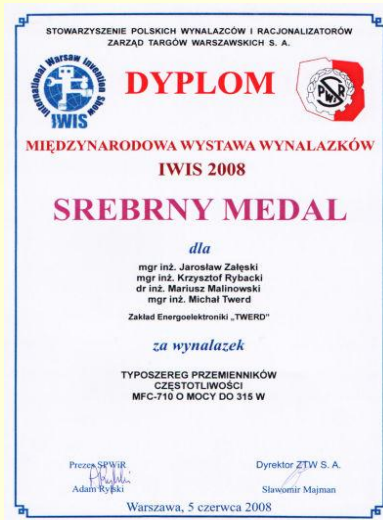 STOWARZYSZENIE POLSKICH WYNALAZCÓW I RACJONALIZATORÓW
ZARZĄD TARGÓW WARSZAWSKICH S. A.
International Warsaw Invention Show
IWIS
DYPLOM
SPWIR
MIĘDZYNARODOWA WYSTAWA WYNALAZKÓW
IWIS 2008
SREBRNY MEDAL
dla
mgr inż. Jarosław Załęski
mgr inż. Krzysztof Rybacki
dr inż. Mariusz Malinowski
mgr inż. Michał Twerd
Zakład Energoelektroniki „TWERD"
za wynalazek
TYPOSZEREG PRZEMIENNIKÓW
CZĘSTOTLIWOŚCI
MFC-710 O MOCY DO 315 W
Prezes SPWiR
Adam Rylski
Dyrektor ZTW S. A.
Sławomir Majman
Warszawa, 5 czerwca 2008